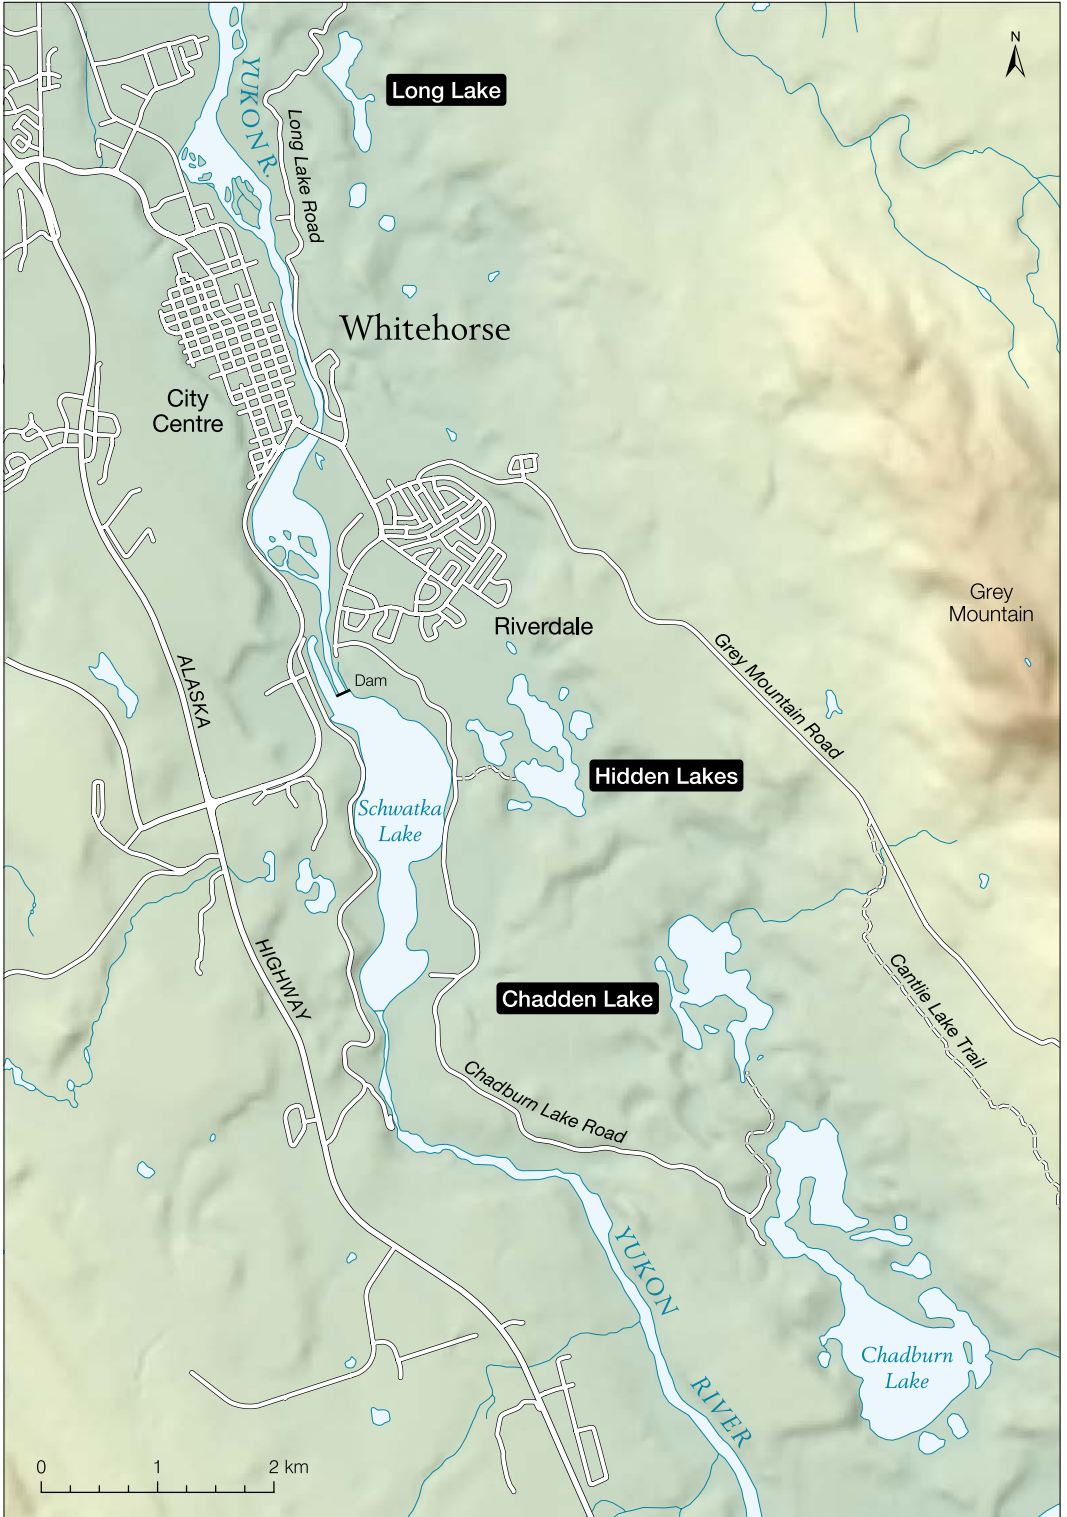 N
Long Lake
YUKON R.
Long Lake Road
Whitehorse
City
Centre
Grey
Mountain
Riverdale
Grey Mountain Road
ALASKA
Dam
Hidden Lakes
Schwatka
Lake
HIGHWAY
Cantlie Lake Trail
Chadden Lake
Chadburn Lake Road
YUKON
RIVER
Chadburn
Lake
0 1 2 km